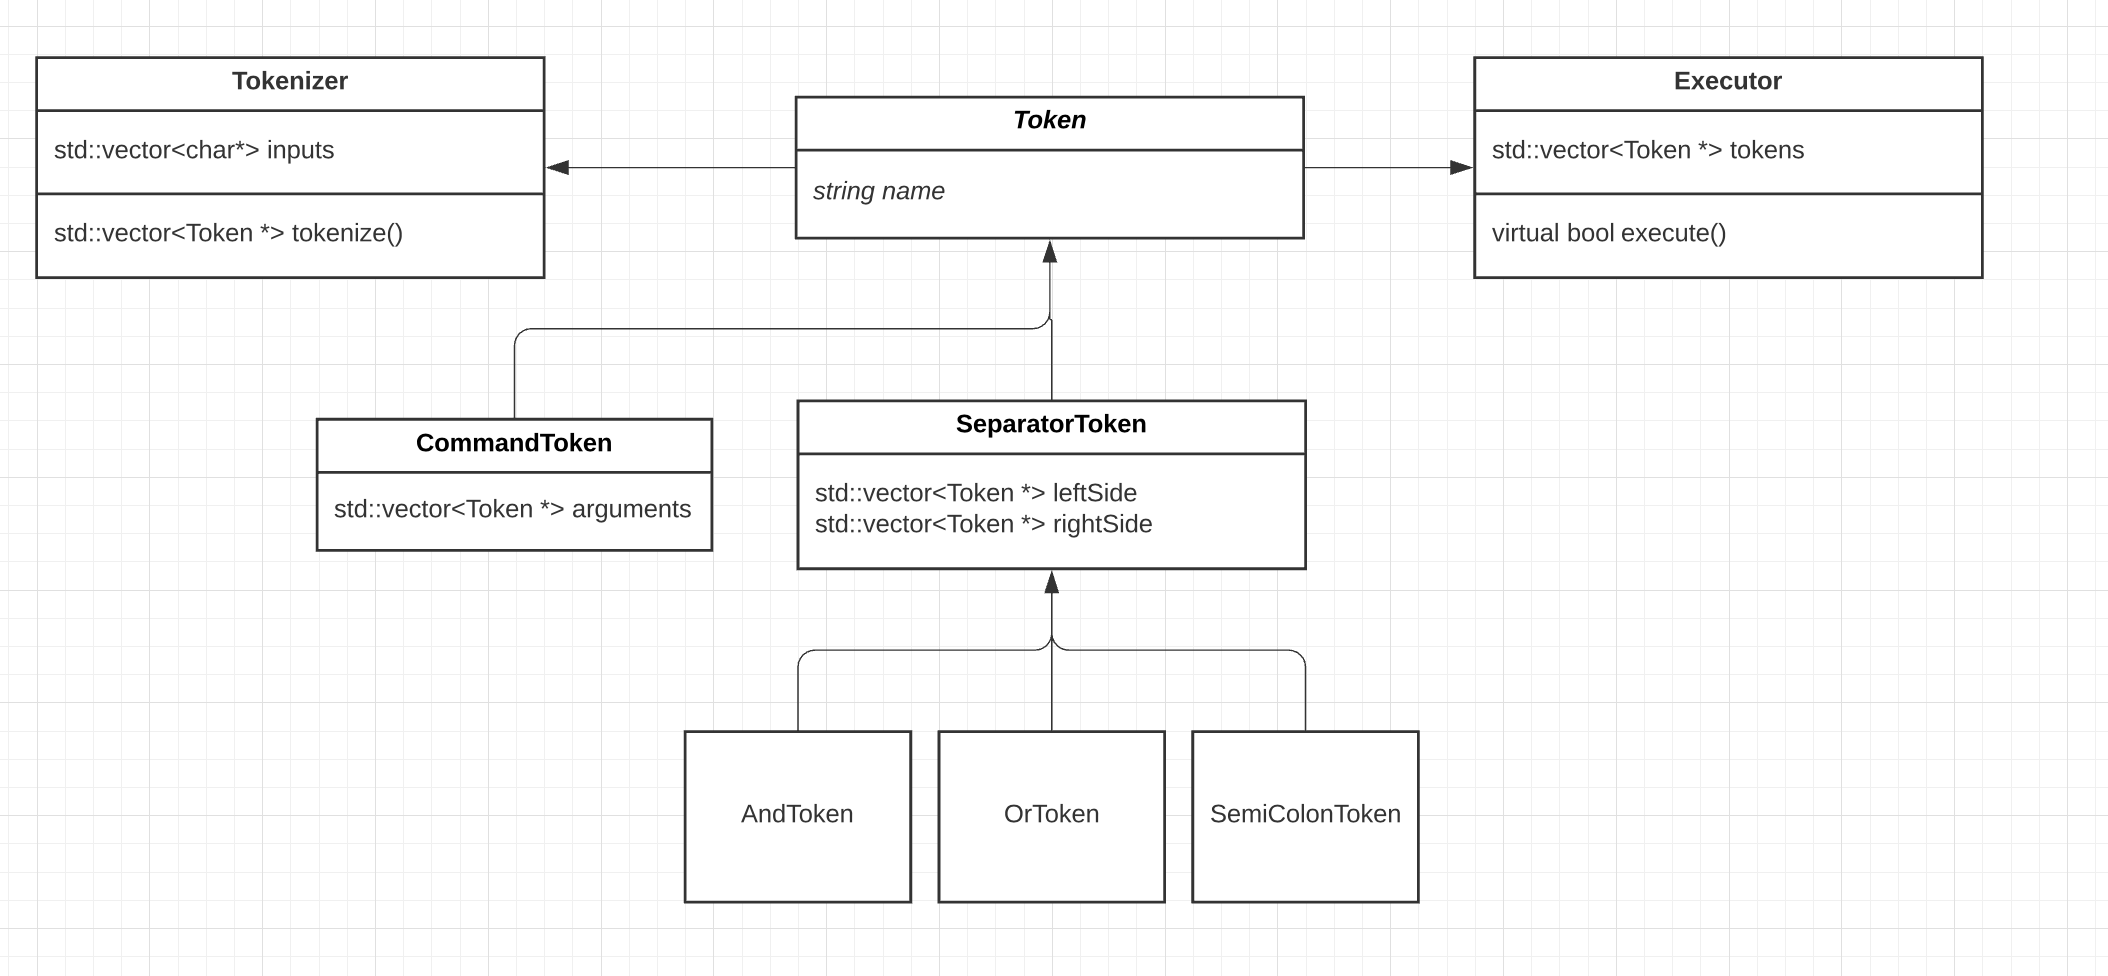 Tokenizer
std::vector<char*> inputs
std::vector<Token *> tokenize()
Token
string name
Executor
std::vector<Token *> tokens
virtual bool execute()
CommandToken
std::vector<Token *> arguments
SeparatorToken
std::vector<Token *> leftSide
std::vector<Token *> rightSide
AndToken
OrToken
SemiColonToken